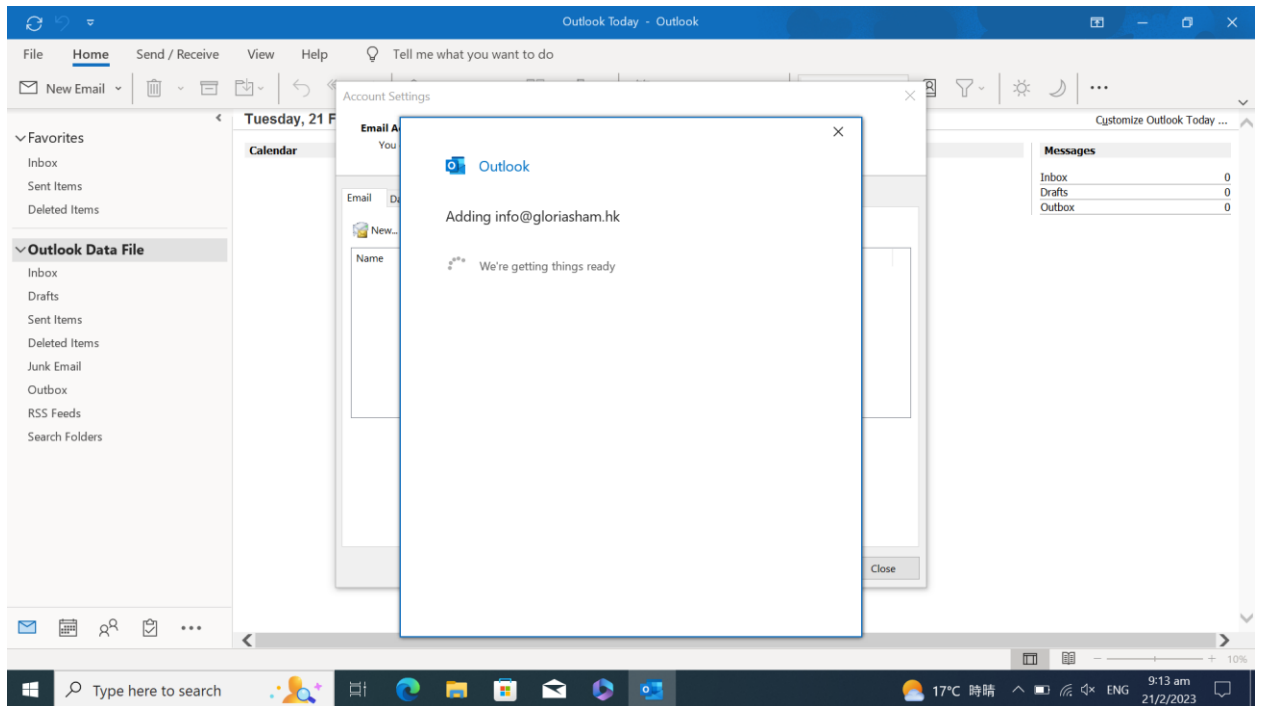 Outlook Today - Outlook
File Home Send / Receive View Help Tell me what you want to do
New Email
Account Settings
Tuesday, 21 F
Customize Outlook Today ...
Favorites
Inbox
Sent Items
Deleted Items
Calendar
Email A
You
Messages
Inbox 0
Drafts 0
Outbox 0
Outlook
Email Da
Adding info@gloriasham.hk
New...
Name
We're getting things ready
Outlook Data File
Inbox
Drafts
Sent Items
Deleted Items
Junk Email
Outbox
RSS Feeds
Search Folders
Close
10%
Type here to search
17°C 時晴
ENG
9:13 am
21/2/2023